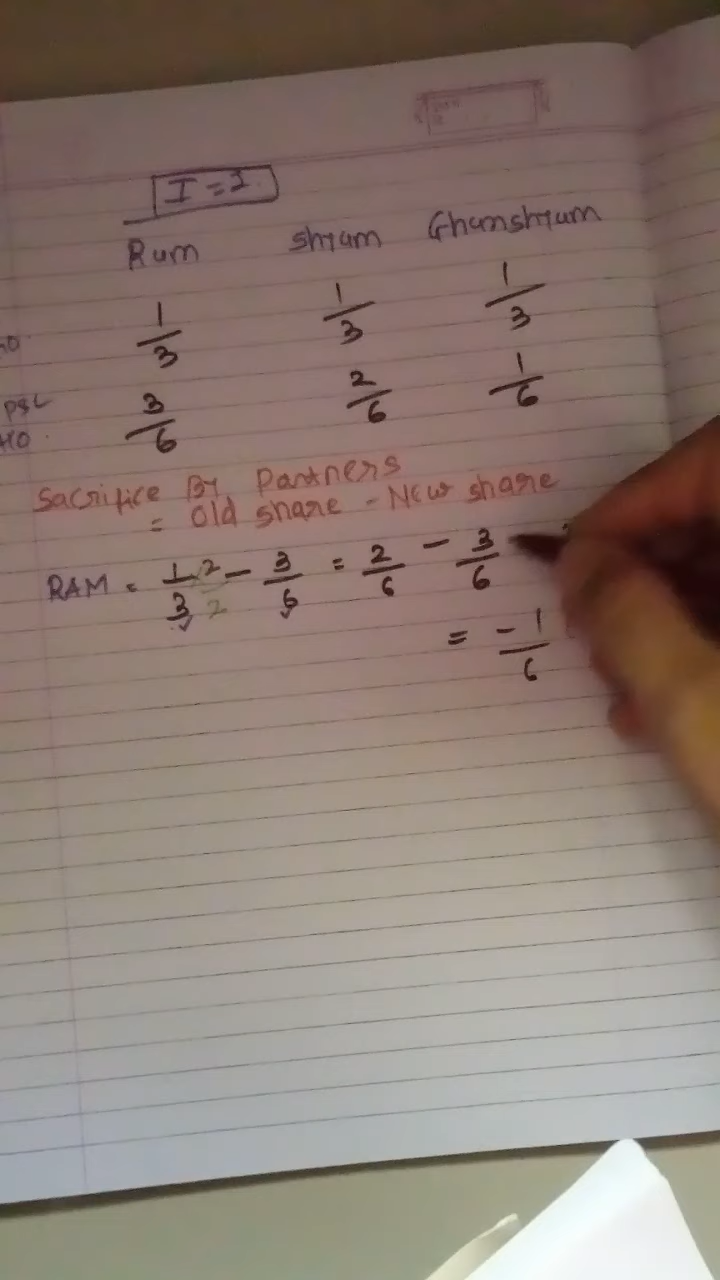 I = 1
Ram Shyam Ghanshyam
1/3 1/3 1/3
3/6 2/6 1/6
Sacrifice By Partners
= Old share - New share
RAM = 1/3 2/2 - 3/6 = 2/6 - 3/6
= -1/6